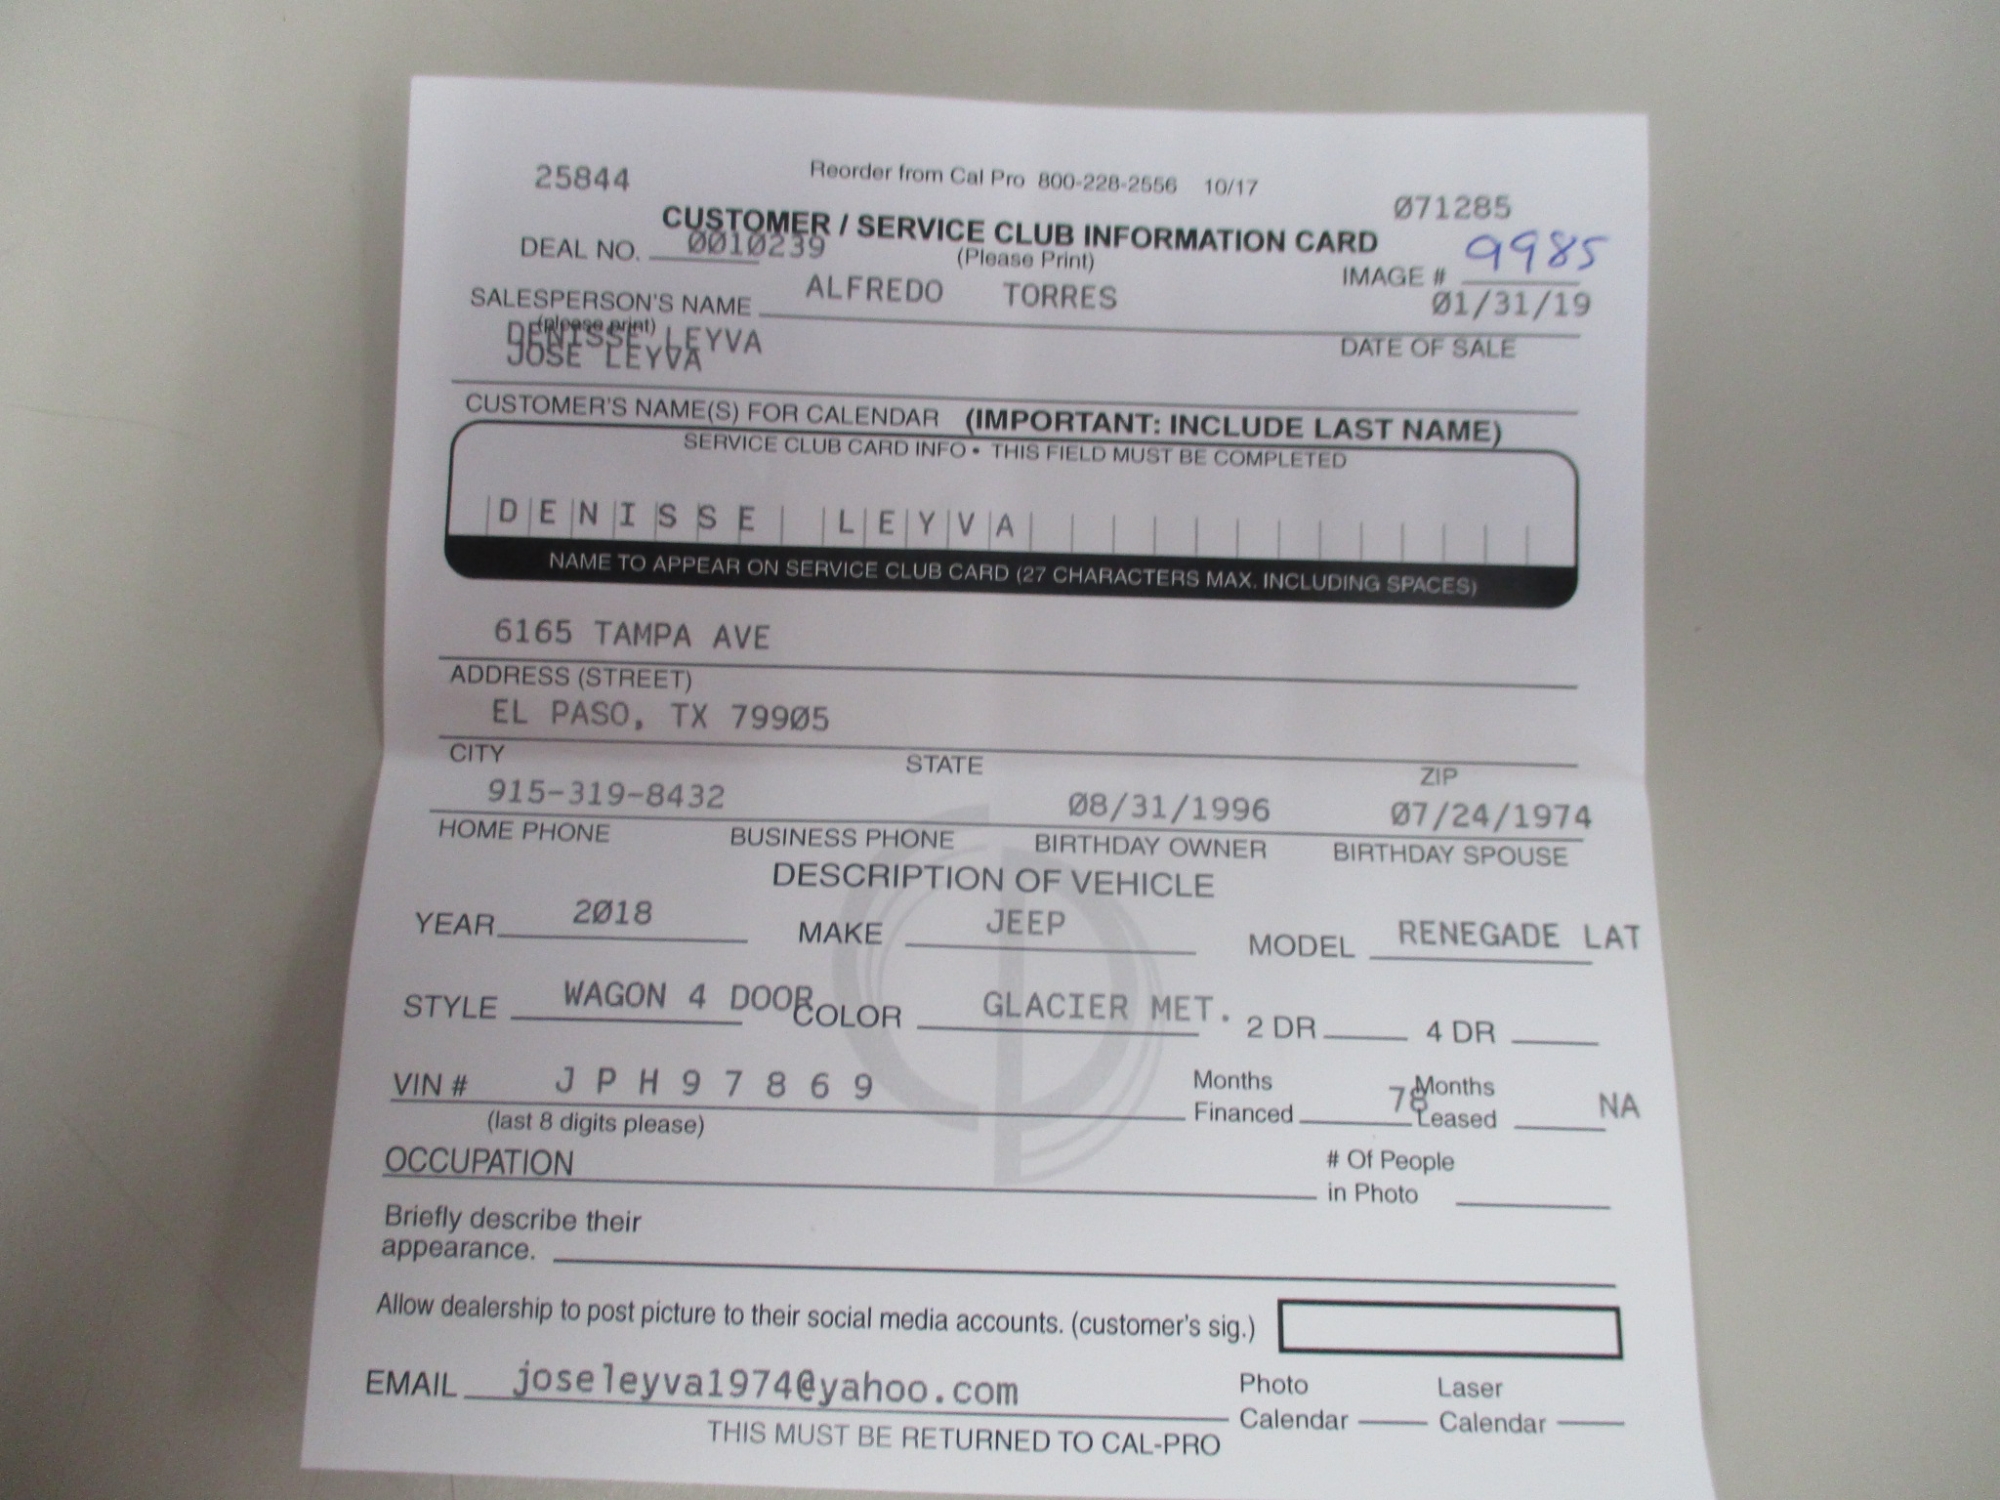 25844 Reorder from Cal Pro 800-228-2556 10/17 Ø71285
CUSTOMER / SERVICE CLUB INFORMATION CARD
DEAL NO. ØØ1Ø239 (Please Print) IMAGE # 9985
SALESPERSON'S NAME ALFREDO TORRES Ø1/31/19
(please print) DATE OF SALE
DENISSE LEYVA
JOSE LEYVA
CUSTOMER'S NAME(S) FOR CALENDAR (IMPORTANT: INCLUDE LAST NAME)
SERVICE CLUB CARD INFO • THIS FIELD MUST BE COMPLETED
DENISSE LEYVA
NAME TO APPEAR ON SERVICE CLUB CARD (27 CHARACTERS MAX. INCLUDING SPACES)
6165 TAMPA AVE
ADDRESS (STREET)
EL PASO, TX 799Ø5
CITY STATE ZIP
915-319-8432 Ø8/31/1996 Ø7/24/1974
HOME PHONE BUSINESS PHONE BIRTHDAY OWNER BIRTHDAY SPOUSE
DESCRIPTION OF VEHICLE
YEAR 2Ø18 MAKE JEEP MODEL RENEGADE LAT
STYLE WAGON 4 DOOR COLOR GLACIER MET. 2 DR 4 DR
VIN # J P H 9 7 8 6 9 Months Financed 78 Months Leased NA
(last 8 digits please)
OCCUPATION # Of People in Photo
Briefly describe their
appearance.
Allow dealership to post picture to their social media accounts. (customer's sig.)
EMAIL joseleyva1974@yahoo.com Photo Calendar Laser Calendar
THIS MUST BE RETURNED TO CAL-PRO